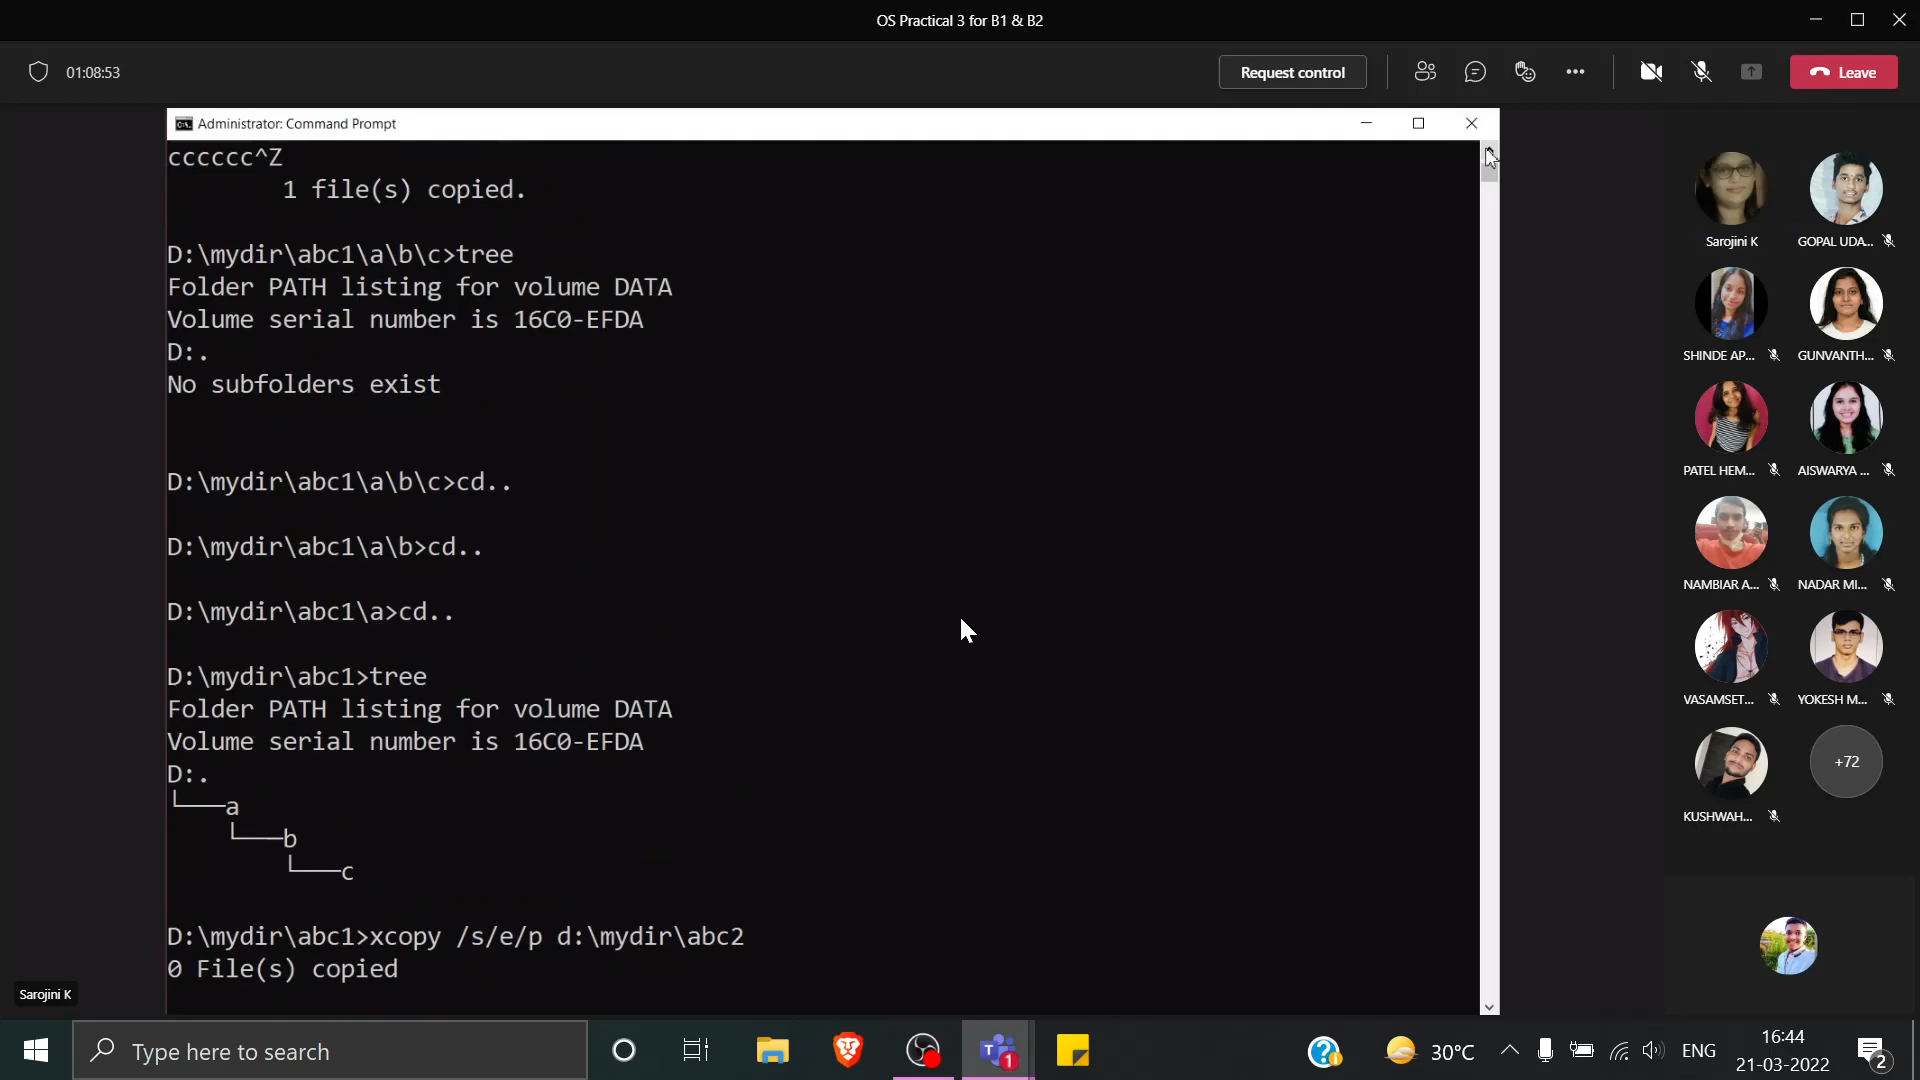 OS Practical 3 for B1 & B2
01:08:53
Request control
Leave
Administrator: Command Prompt
cccccc^Z
1 file(s) copied.
D:\mydir\abc1\a\b\c>tree
Folder PATH listing for volume DATA
Volume serial number is 16C0-EFDA
D:.
No subfolders exist
D:\mydir\abc1\a\b\c>cd..
D:\mydir\abc1\a\b>cd..
D:\mydir\abc1\a>cd..
D:\mydir\abc1>tree
Folder PATH listing for volume DATA
Volume serial number is 16C0-EFDA
D:.
a
b
c
D:\mydir\abc1>xcopy /s/e/p d:\mydir\abc2
0 File(s) copied
Sarojini K
GOPAL UDA...
SHINDE AP...
GUNVANTH...
PATEL HEM...
AISWARYA ...
NAMBIAR A...
NADAR MI...
VASAMSET...
YOKESH M...
KUSHWAH...
+72
Sarojini K
Type here to search
T
1
30°C
ENG
16:44
21-03-2022
2